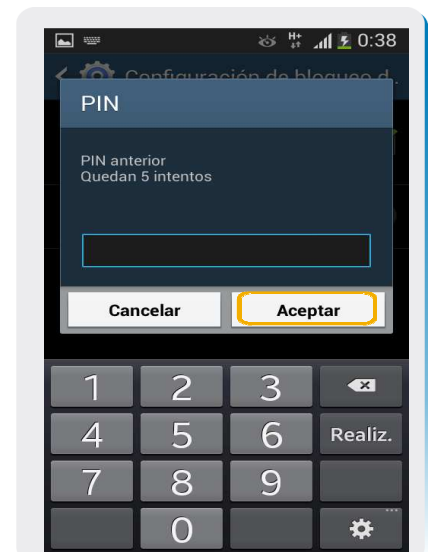 H+ 0:38
Configuración de bloqueo d..
PIN
PIN anterior
Quedan 5 intentos
Cancelar Aceptar
1 2 3
4 5 6 Realiz.
7 8 9
0